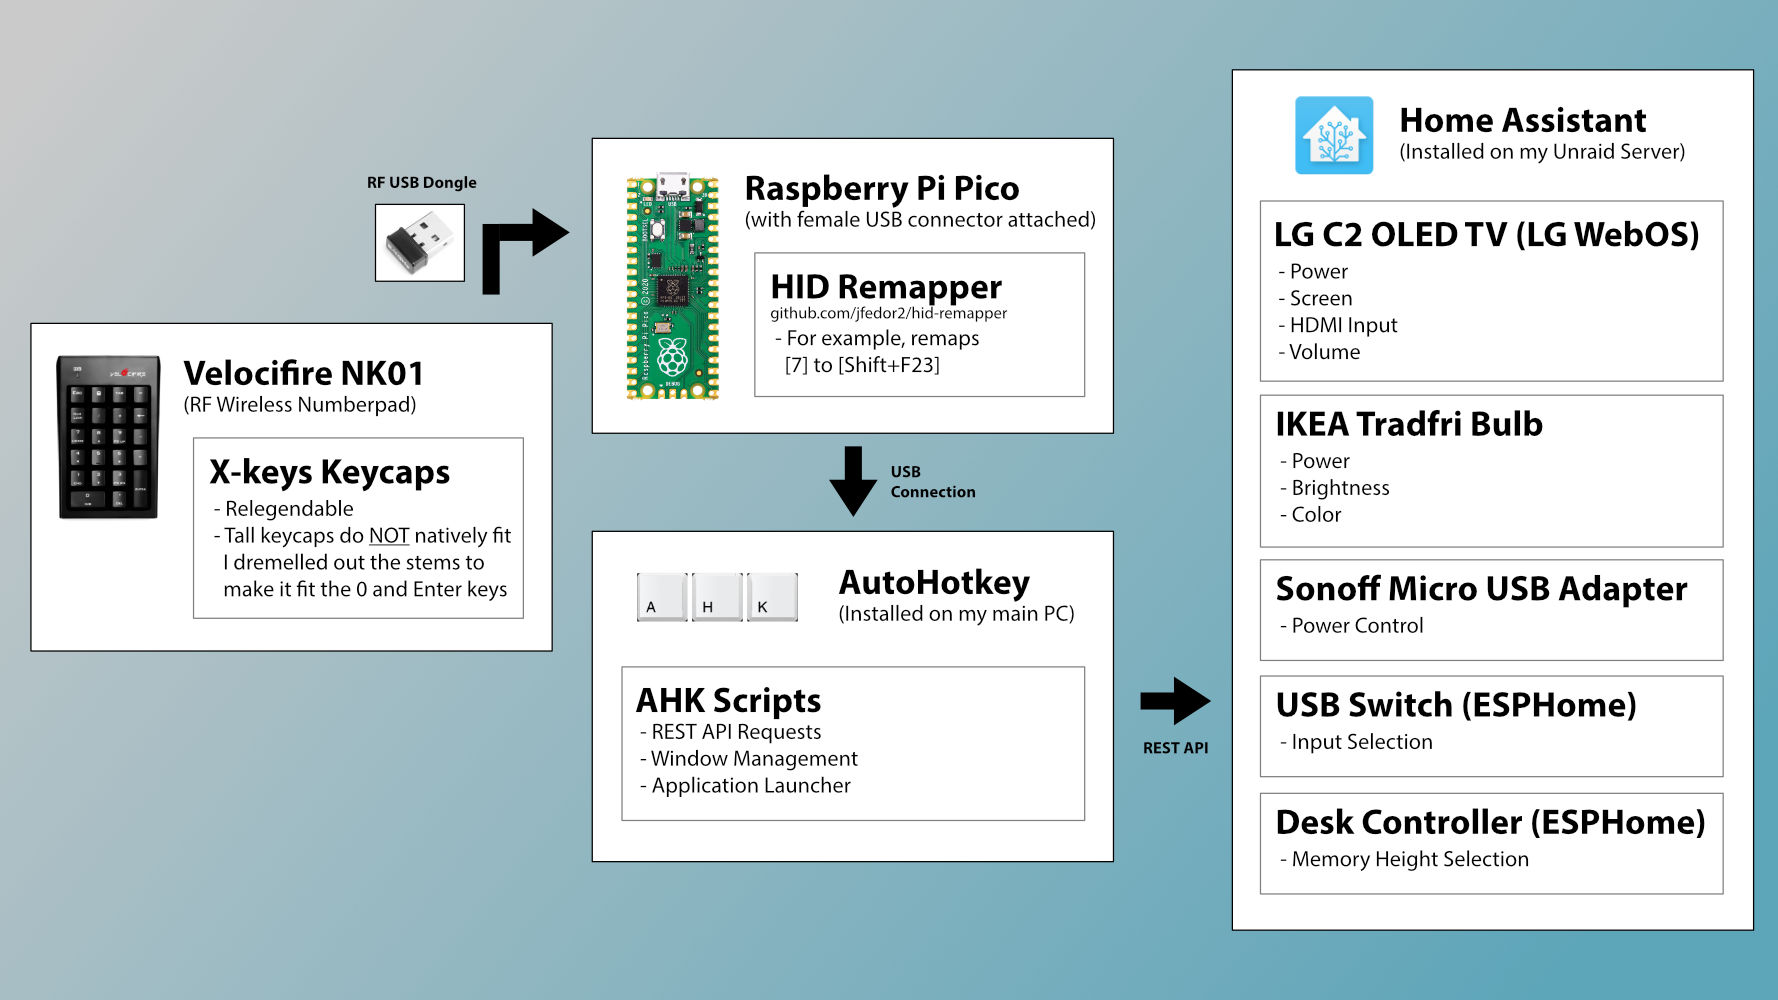 RF USB Dongle
Velocifire NK01
(RF Wireless Numberpad)
X-keys Keycaps
- Relegendable
- Tall keycaps do NOT natively fit
I dremelled out the stems to
make it fit the 0 and Enter keys
Raspberry Pi Pico
(with female USB connector attached)
Raspberry Pi Pico © 2020
HID Remapper
github.com/jfedor2/hid-remapper
- For example, remaps
[7] to [Shift+F23]
USB
Connection
A H K
AutoHotkey
(Installed on my main PC)
AHK Scripts
- REST API Requests
- Window Management
- Application Launcher
REST API
Home Assistant
(Installed on my Unraid Server)
LG C2 OLED TV (LG WebOS)
- Power
- Screen
- HDMI Input
- Volume
IKEA Tradfri Bulb
- Power
- Brightness
- Color
Sonoff Micro USB Adapter
- Power Control
USB Switch (ESPHome)
- Input Selection
Desk Controller (ESPHome)
- Memory Height Selection